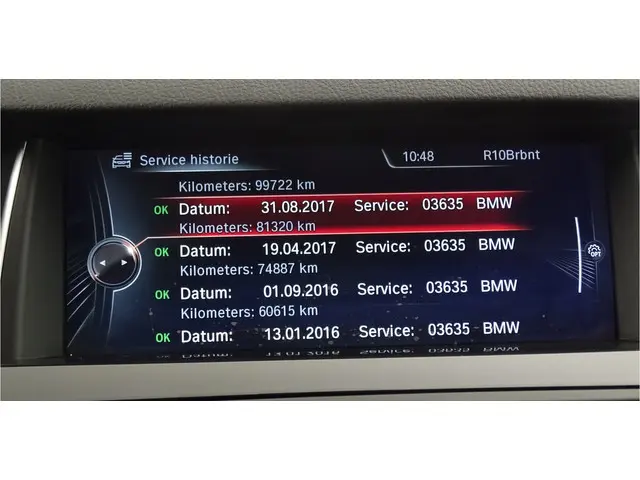 Service historie
10:48
R10Brbnt
Kilometers: 99722 km
OK Datum: 31.08.2017 Service: 03635 BMW
Kilometers: 81320 km
OK Datum: 19.04.2017 Service: 03635 BMW
Kilometers: 74887 km
OPT
OK Datum: 01.09.2016 Service: 03635 BMW
Kilometers: 60615 km
OK Datum: 13.01.2016 Service: 03635 BMW